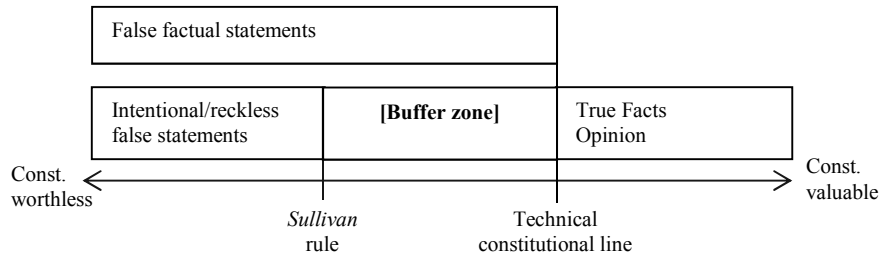 False factual statements
Intentional/reckless
false statements
[Buffer zone]
True Facts
Opinion
Const.
worthless
Const.
valuable
Sullivan
rule
Technical
constitutional line